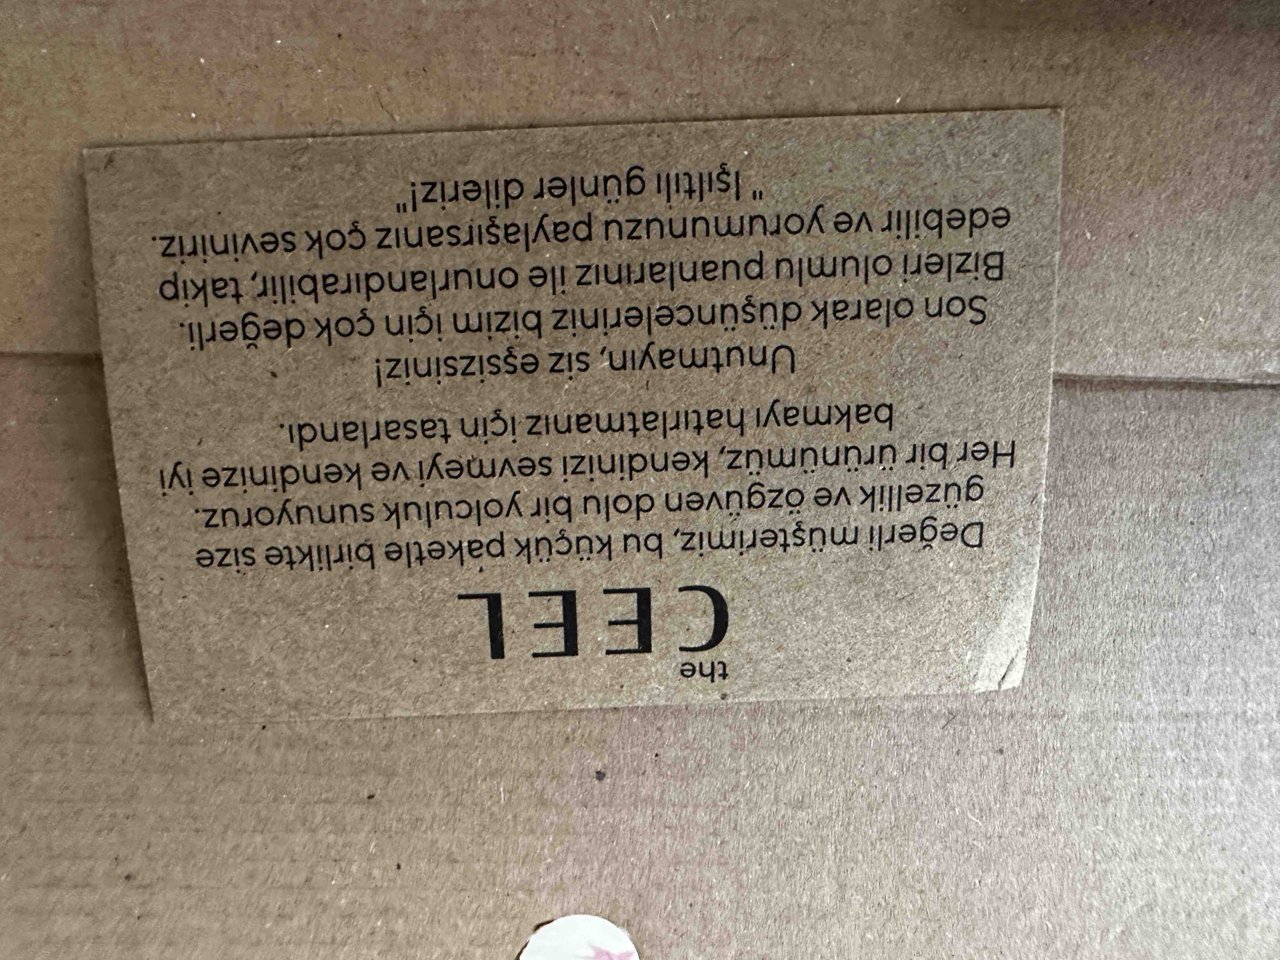 the
CEEL
Değerli müşterimiz, bu küçük paketle birlikte size
güzellik ve özgüven dolu bir yolculuk sunuyoruz.
Her bir ürünümüz, kendinizi sevmeyi ve kendinize iyi
bakmayı hatırlatmanız için tasarlandı.
Unutmayın, siz eşsizsiniz!
Son olarak düşünceleriniz bizim için çok değerli.
Bizleri olumlu puanlarınız ile onurlandırabilir, takip
edebilir ve yorumunuzu paylaşırsanız çok seviniriz.
" Işıltılı günler dileriz!"